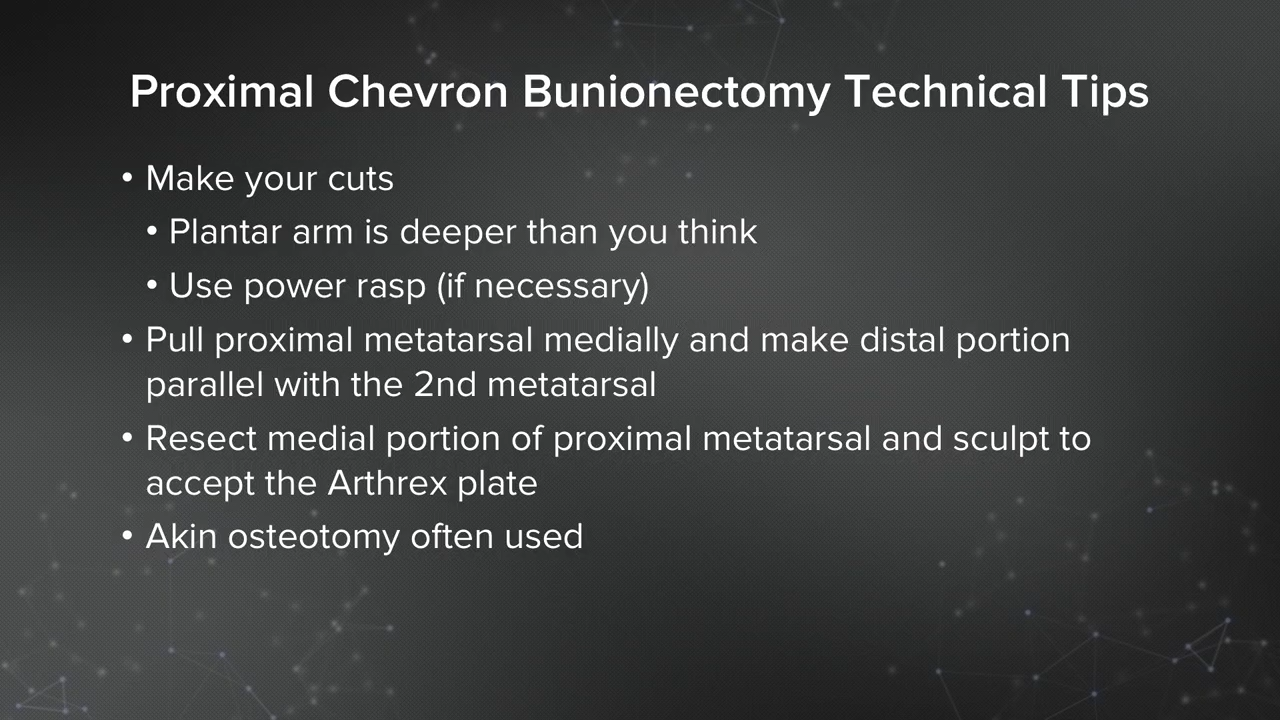 Proximal Chevron Bunionectomy Technical Tips
• Make your cuts
• Plantar arm is deeper than you think
• Use power rasp (if necessary)
• Pull proximal metatarsal medially and make distal portion
parallel with the 2nd metatarsal
• Resect medial portion of proximal metatarsal and sculpt to
accept the Arthrex plate
• Akin osteotomy often used